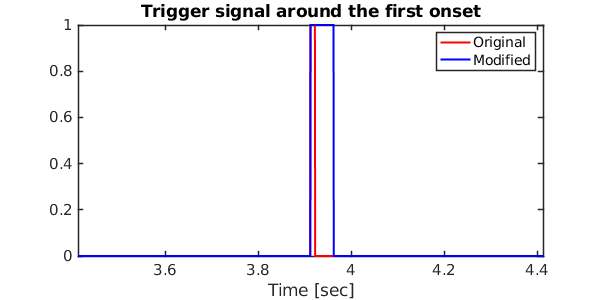 Trigger signal around the first onset
1
0.8
0.6
0.4
0.2
0
Original
Modified
3.6 3.8 4 4.2 4.4
Time [sec]